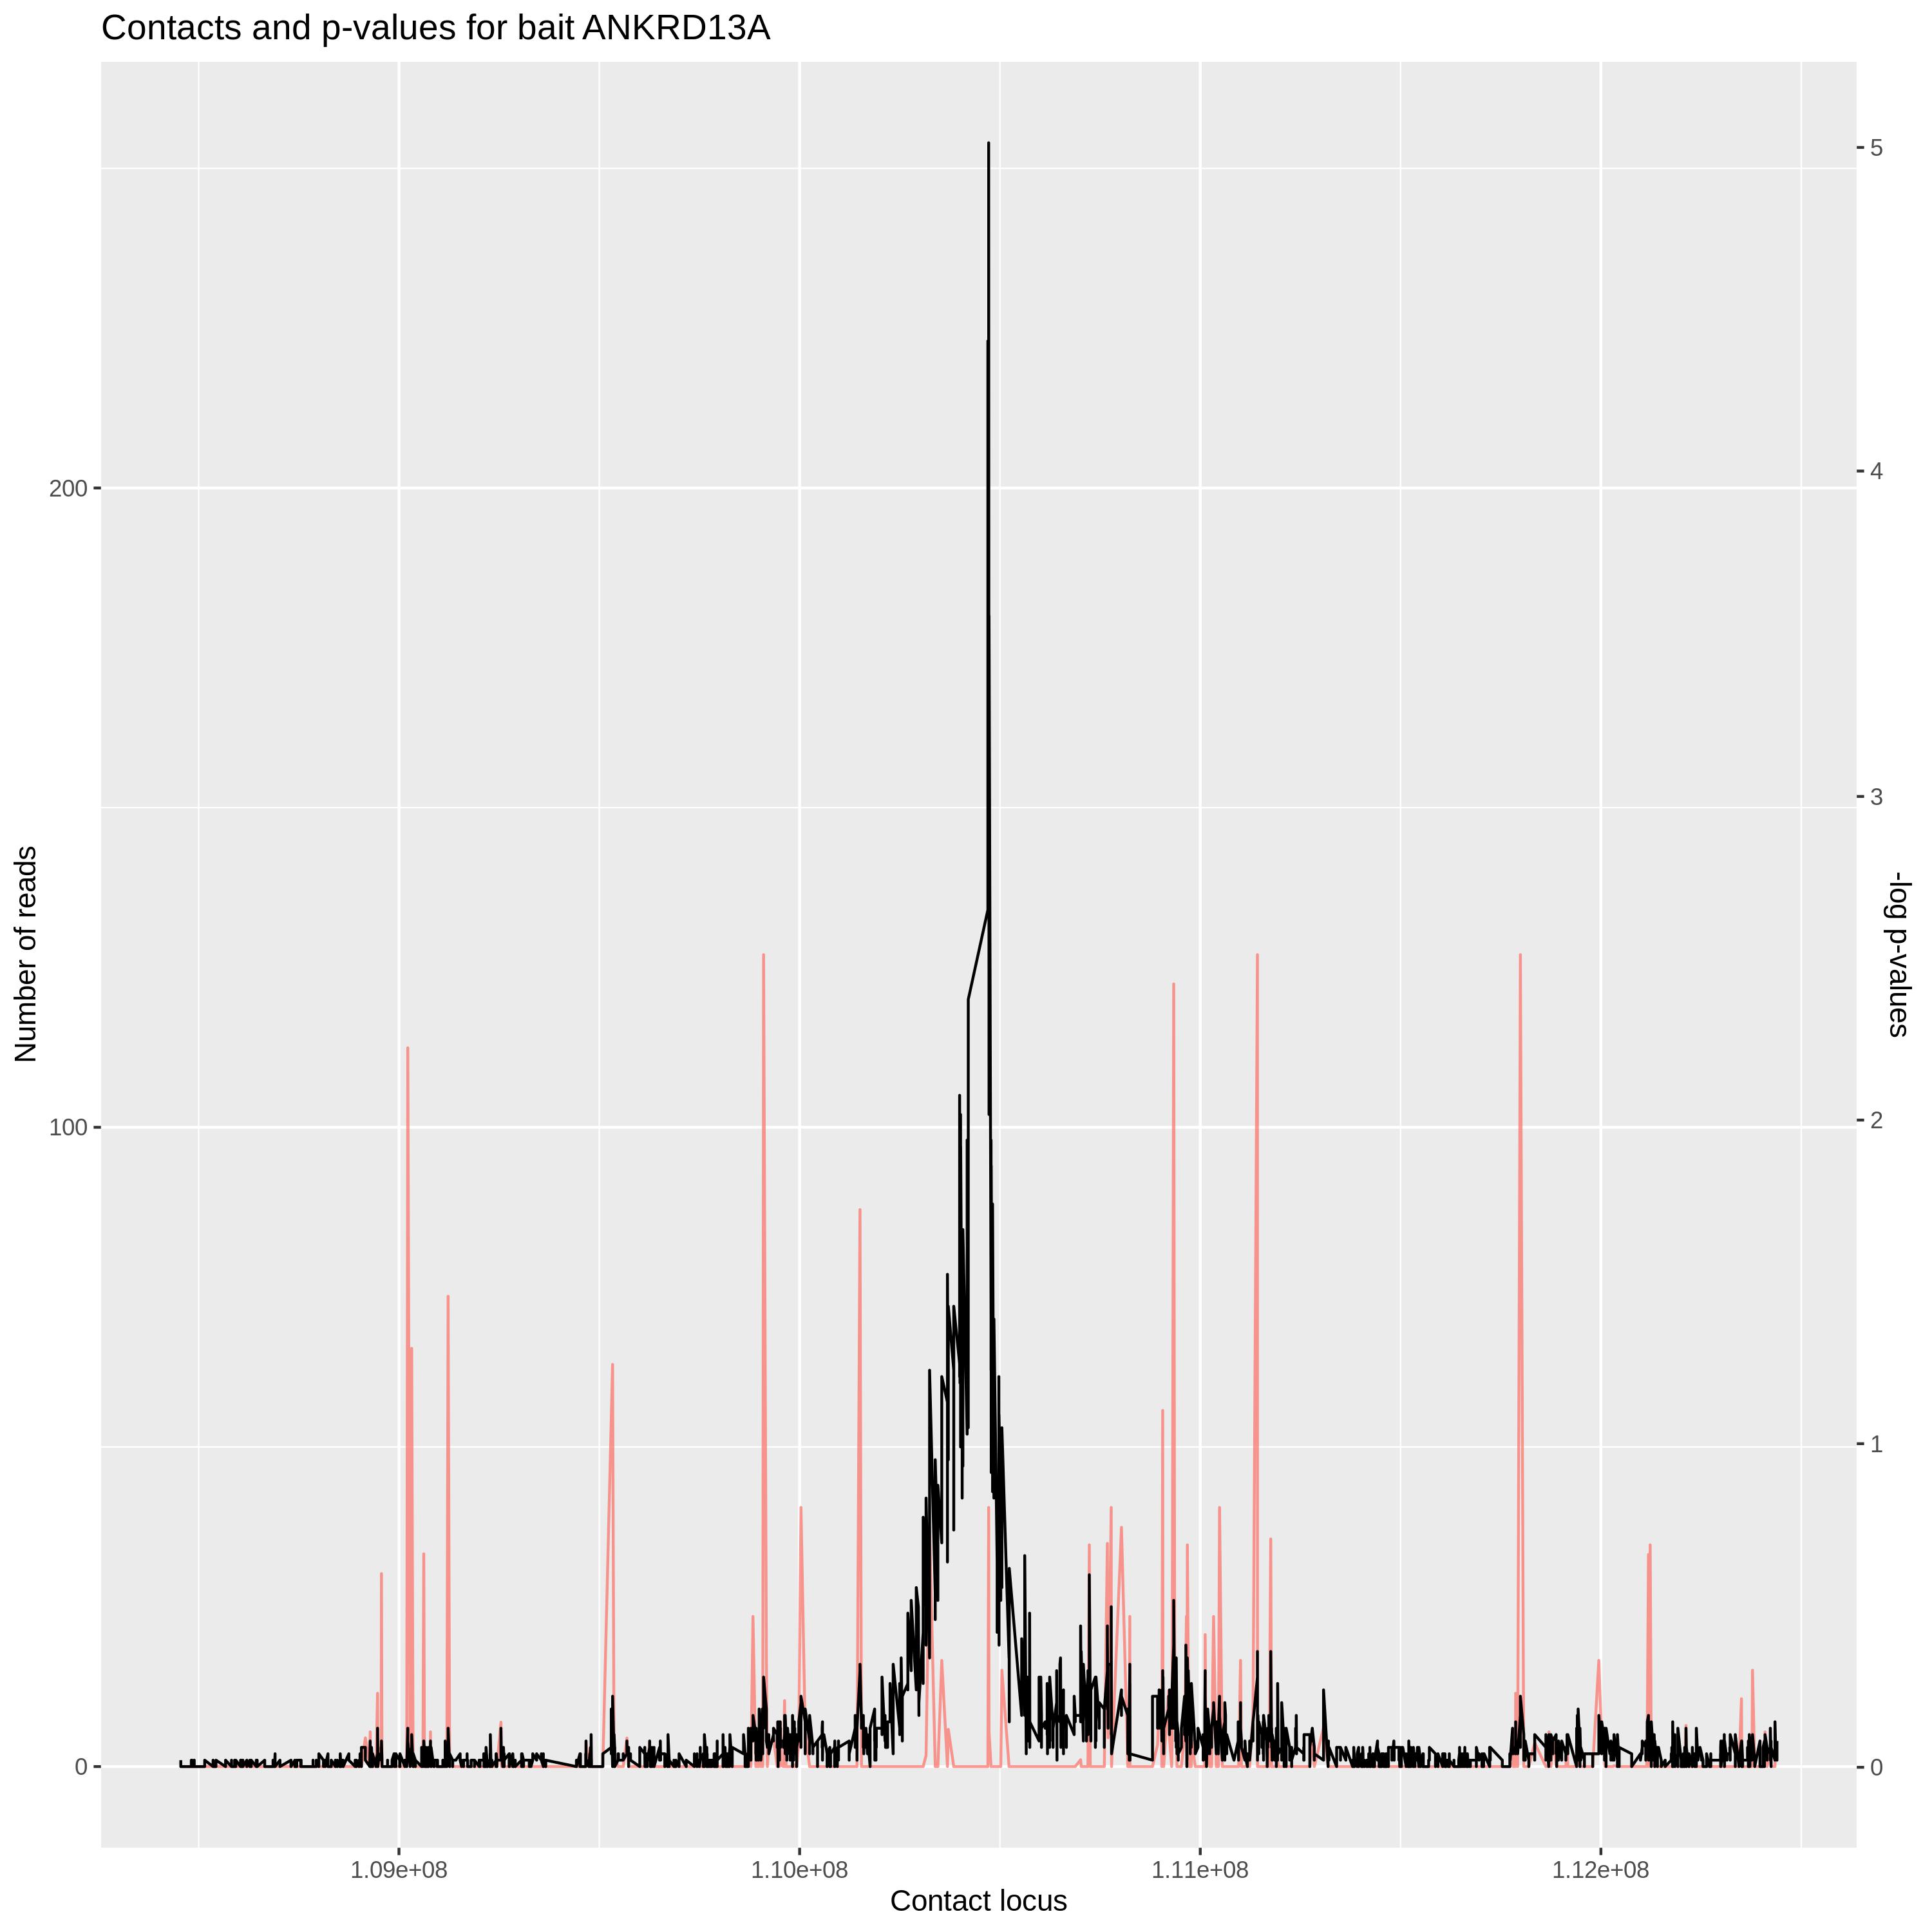 Contacts and p-values for bait ANKRD13A
5
4
200
3
Number of reads
-log p-values
100
2
1
0
0
1.09e+08 1.10e+08 1.11e+08 1.12e+08
Contact locus